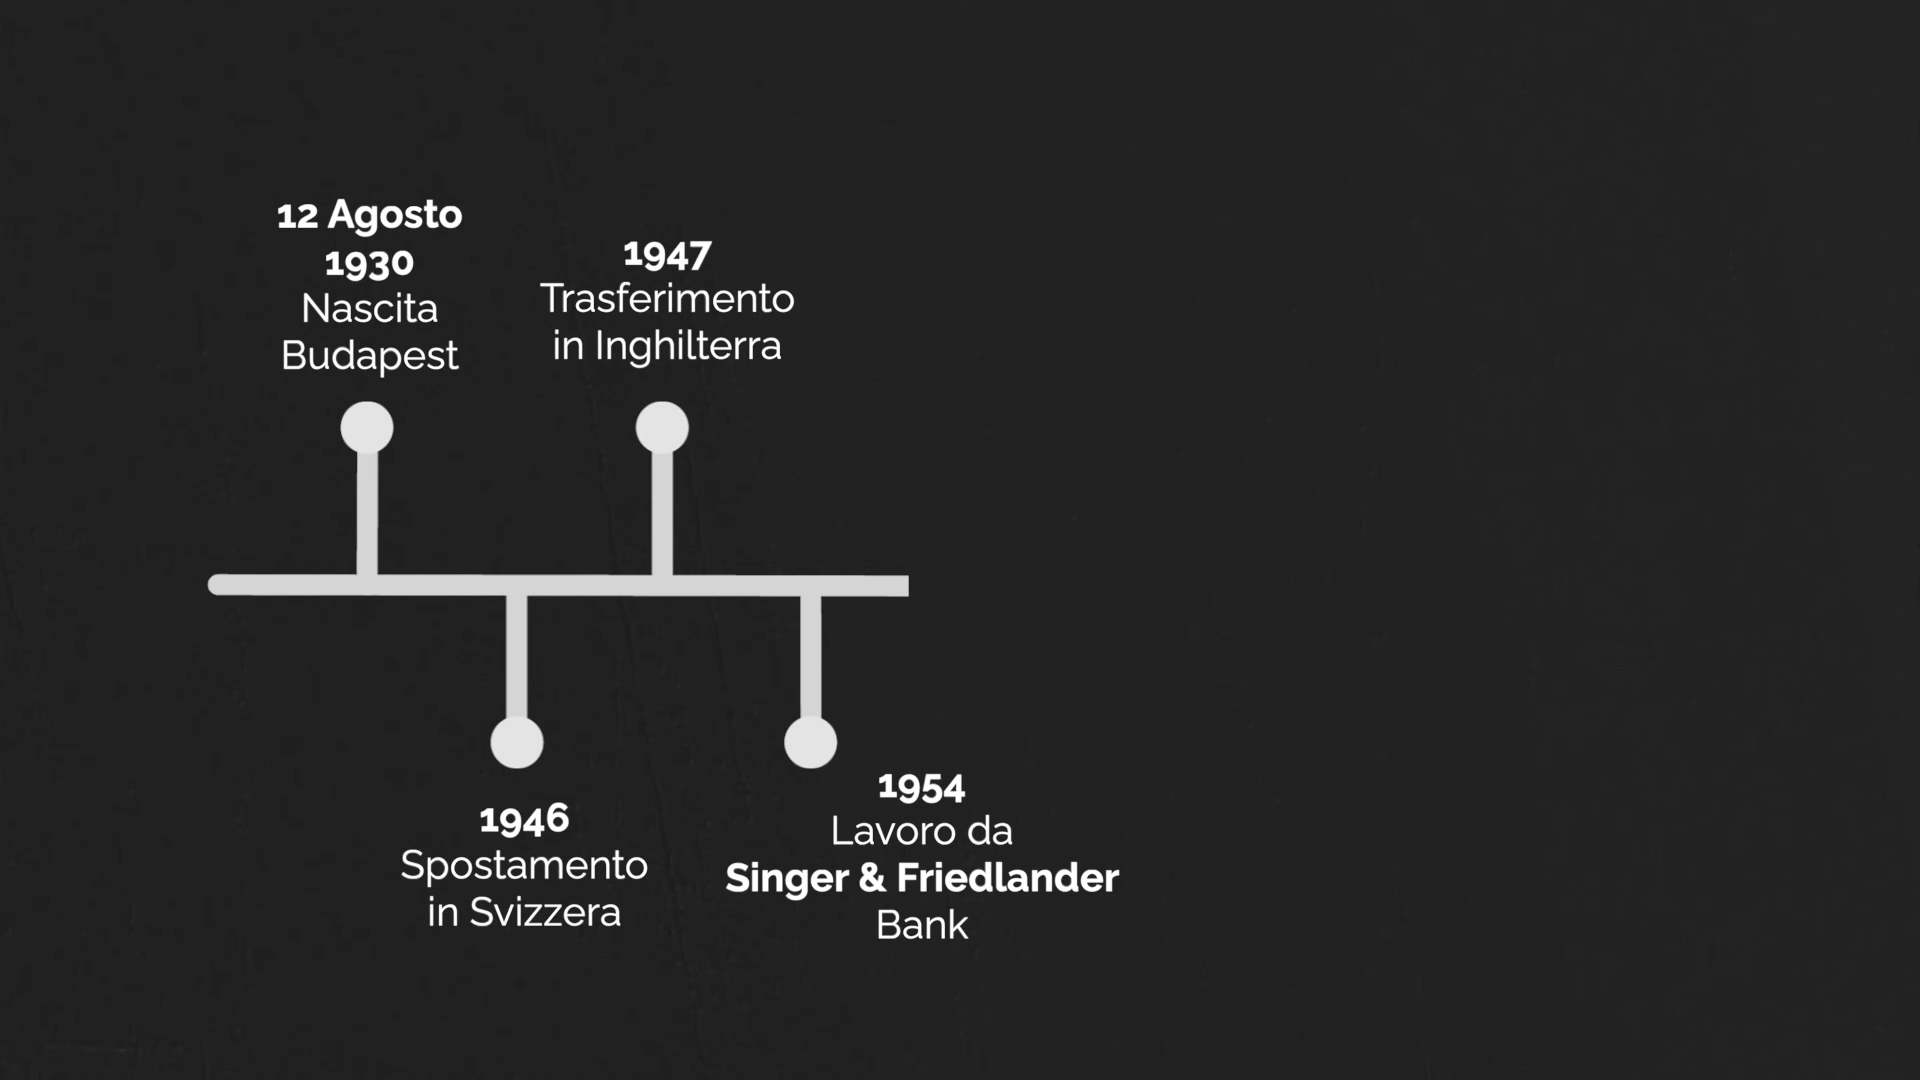 12 Agosto
1930
Nascita
Budapest
1947
Trasferimento
in Inghilterra
1946
Spostamento
in Svizzera
1954
Lavoro da
Singer & Friedlander
Bank